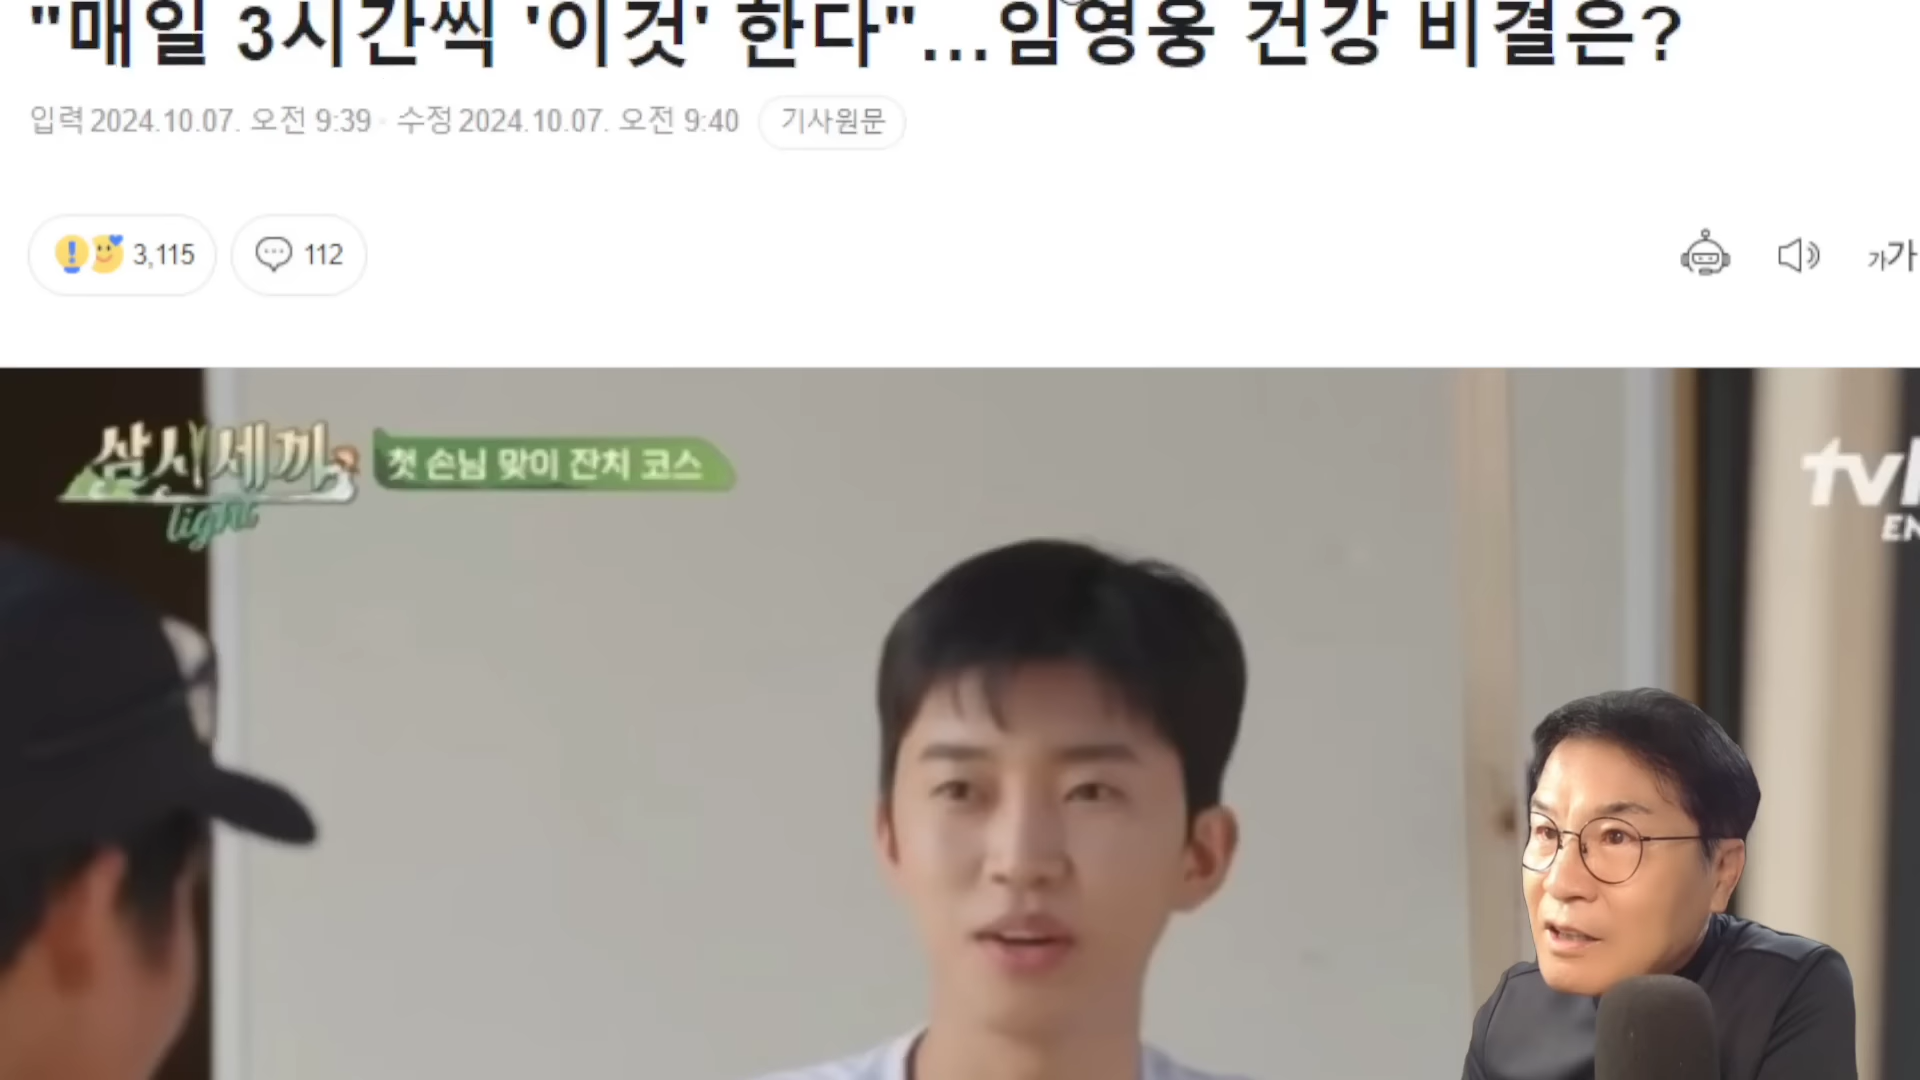 "매일 3시간씩 '이것' 한다"...임영웅 건강 비결은?
입력 2024.10.07. 오전 9:39 · 수정 2024.10.07. 오전 9:40 기사원문
3,115 112
가가
삼시세끼 light
첫 손님 맞이 잔치 코스
tv
EN